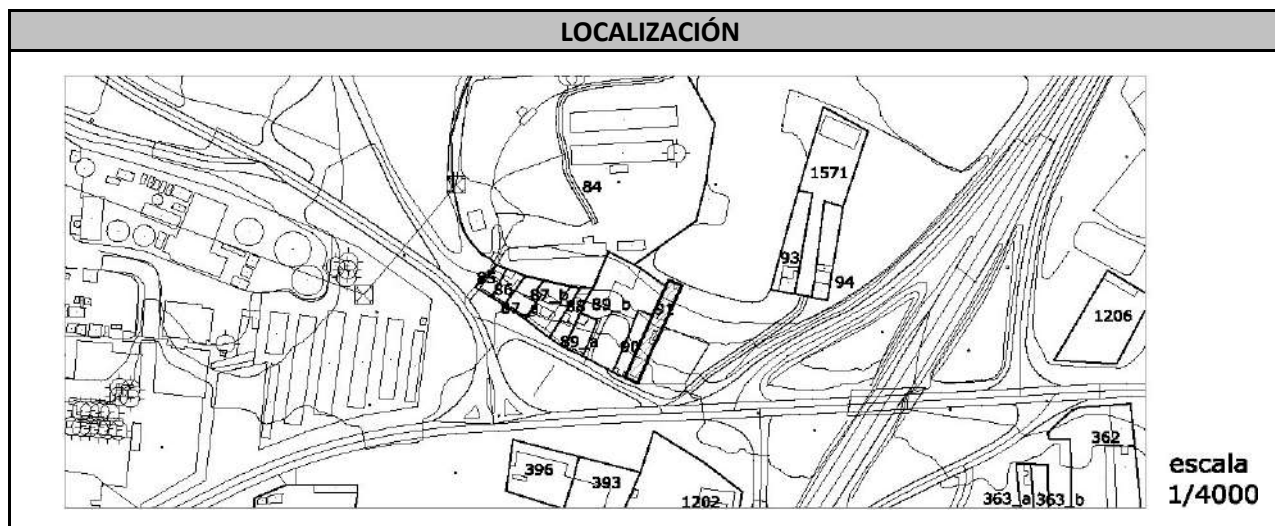 LOCALIZACIÓN
1571
84
93
94
85
86
87_b
87_a
88
89_b
89_a
91
90
1206
362
396
393
1202
363_a
363_b
escala
1/4000